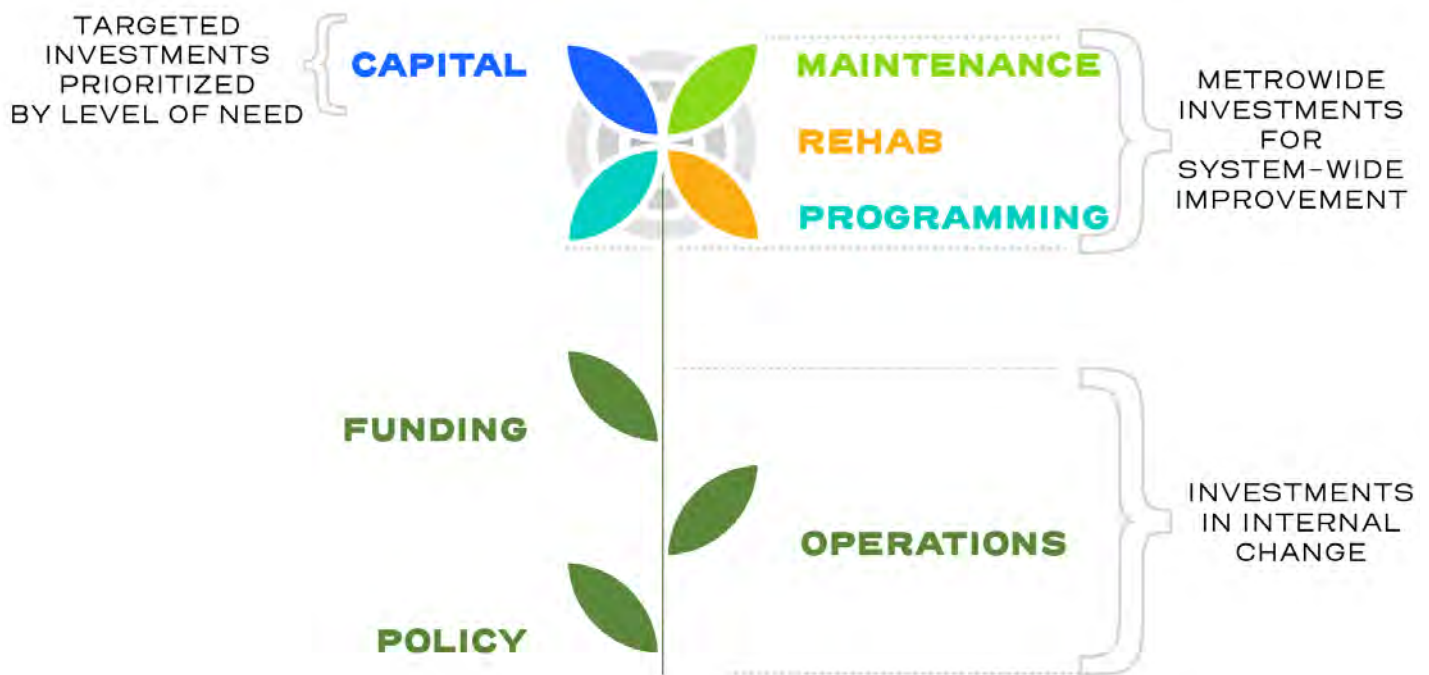 TARGETED
INVESTMENTS
PRIORITIZED
BY LEVEL OF NEED
CAPITAL
MAINTENANCE
REHAB
PROGRAMMING
METROWIDE
INVESTMENTS
FOR
SYSTEM-WIDE
IMPROVEMENT
FUNDING
OPERATIONS
POLICY
INVESTMENTS
IN INTERNAL
CHANGE